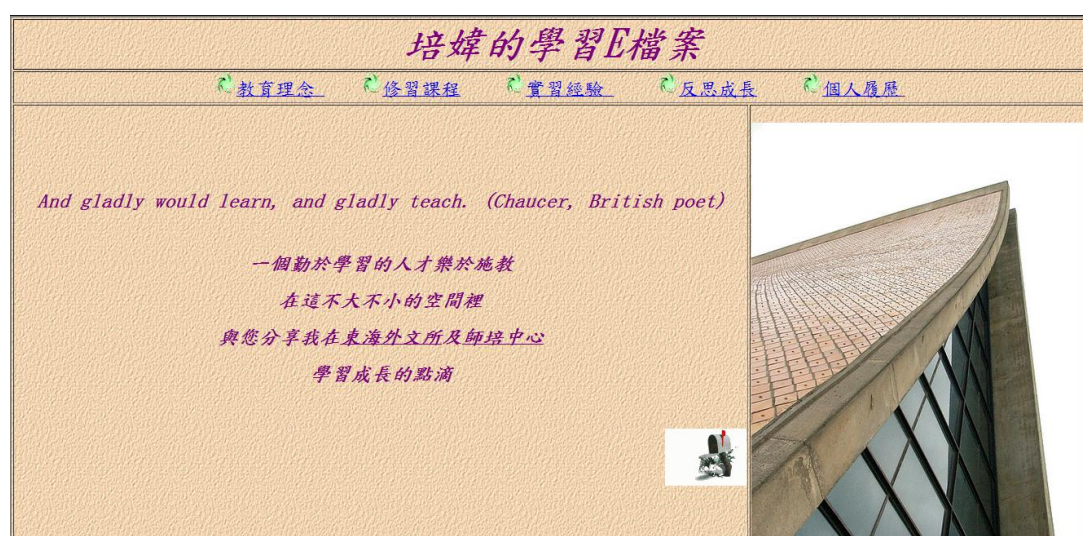 培媁的學習E檔案
教育理念 修習課程 實習經驗 反思成長 個人履歷
And gladly would learn, and gladly teach. (Chaucer, British poet)
一個勤於學習的人才樂於施教
在這不大不小的空間裡
與您分享我在東海外文所及師培中心
學習成長的點滴